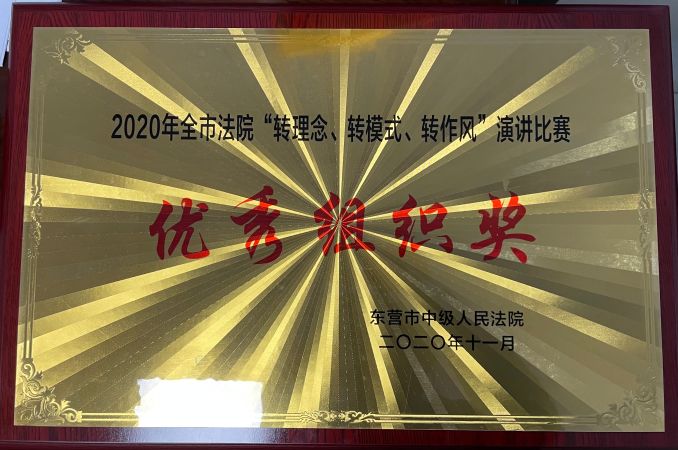 2020年全市法院“转理念、转模式、转作风”演讲比赛
优秀组织奖
东营市中级人民法院
二〇二〇年十一月